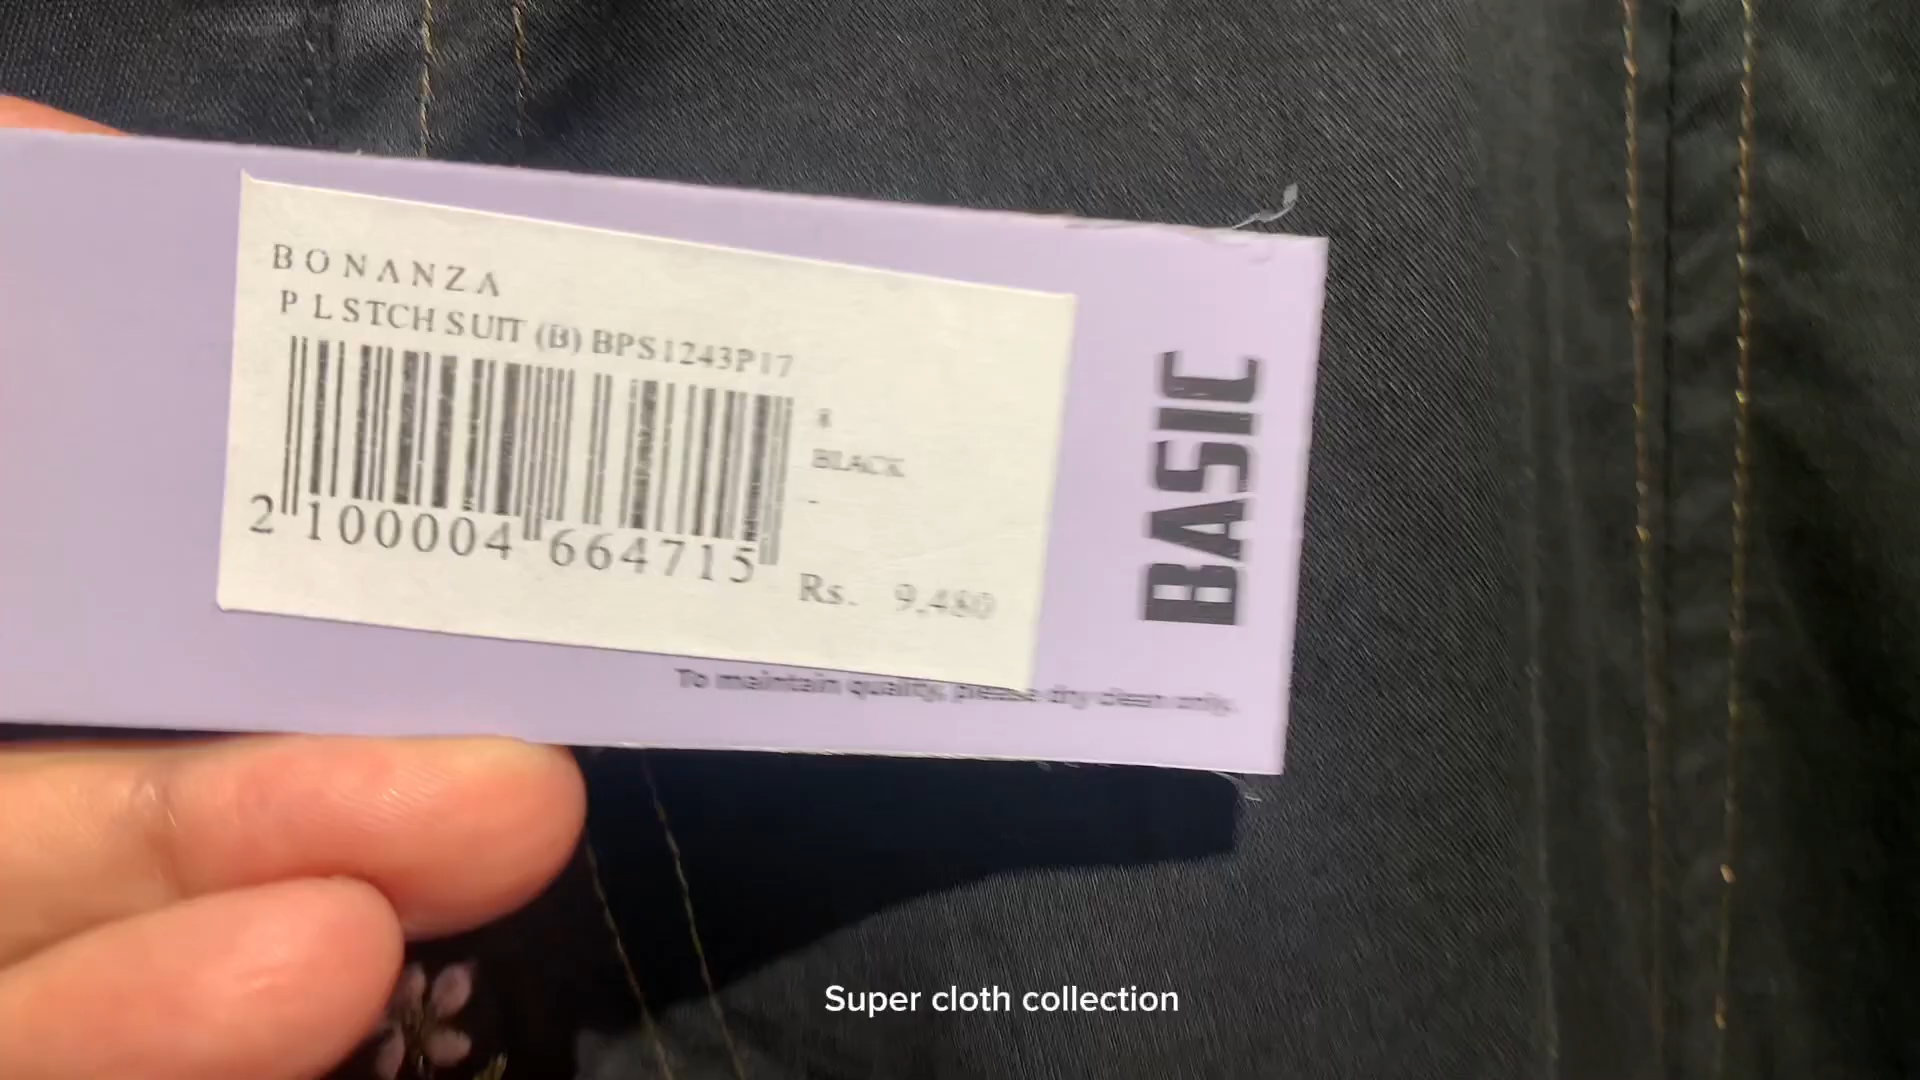 BONANZA
P L STCH SUIT (B) BPS1243P17
8
BLACK
-
2 100004 664715
Rs. 9,480
To maintain quality, please dry clean only.
BASIC
Super cloth collection